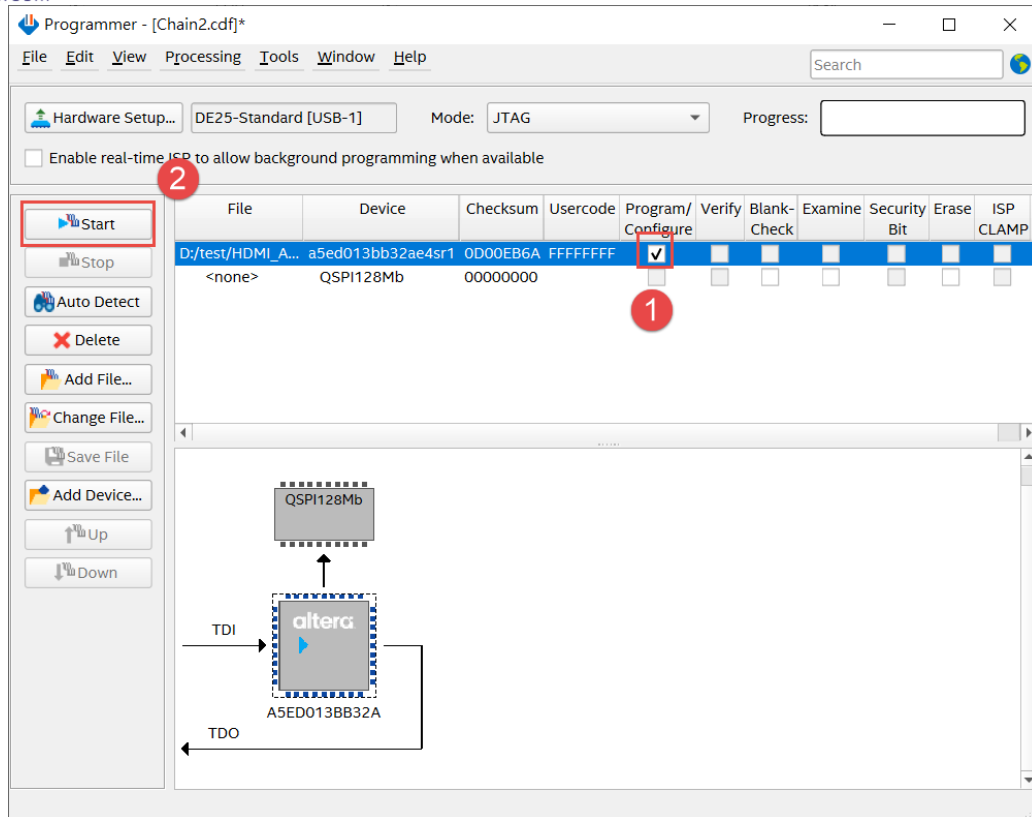 Programmer - [Chain2.cdf]*
File Edit View Processing Tools Window Help
Search
Hardware Setup... DE25-Standard [USB-1] Mode: JTAG Progress:
Enable real-time ISP to allow background programming when available
2
File Device Checksum Usercode Program/ Verify Blank- Examine Security Erase ISP
Configure Check Bit CLAMP
Start
D:/test/HDMI_A... a5ed013bb32ae4sr1 0D00EB6A FFFFFFFF
Stop
<none> QSPI128Mb 00000000
1
Auto Detect
Delete
Add File...
Change File...
Save File
Add Device...
Up
Down
QSPI128Mb
altera
TDI
A5ED013BB32A
TDO